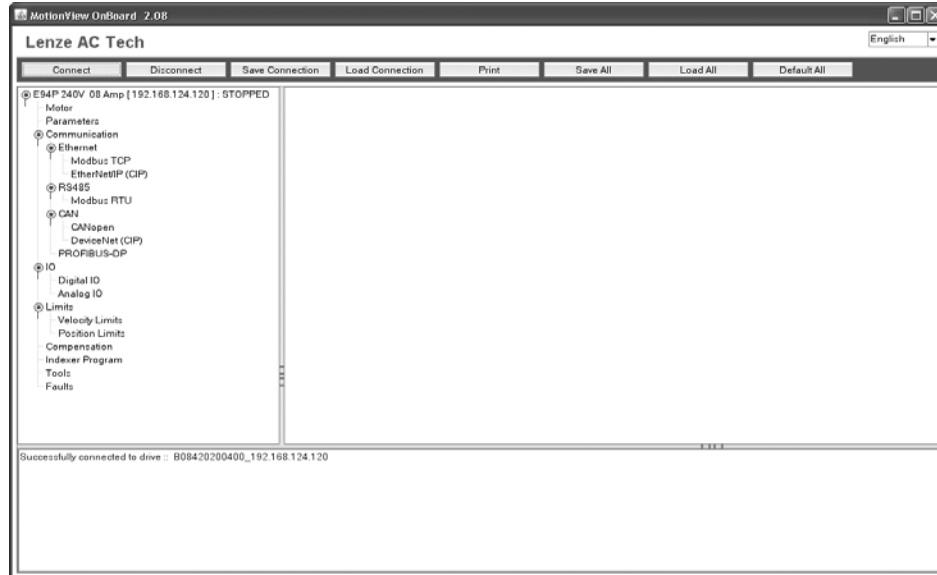 MotionView OnBoard 2.08
Lenze AC Tech
English
Connect Disconnect Save Connection Load Connection Print Save All Load All Default All
E94P 240V 08 Amp [192.168.124.120] : STOPPED
Motor
Parameters
Communication
Ethernet
Modbus TCP
EtherNet/IP (CIP)
RS485
Modbus RTU
CAN
CANopen
DeviceNet (CIP)
PROFIBUS-DP
IO
Digital IO
Analog IO
Limits
Velocity Limits
Position Limits
Compensation
Indexer Program
Tools
Faults
Successfully connected to drive :: B08420200400_192.168.124.120